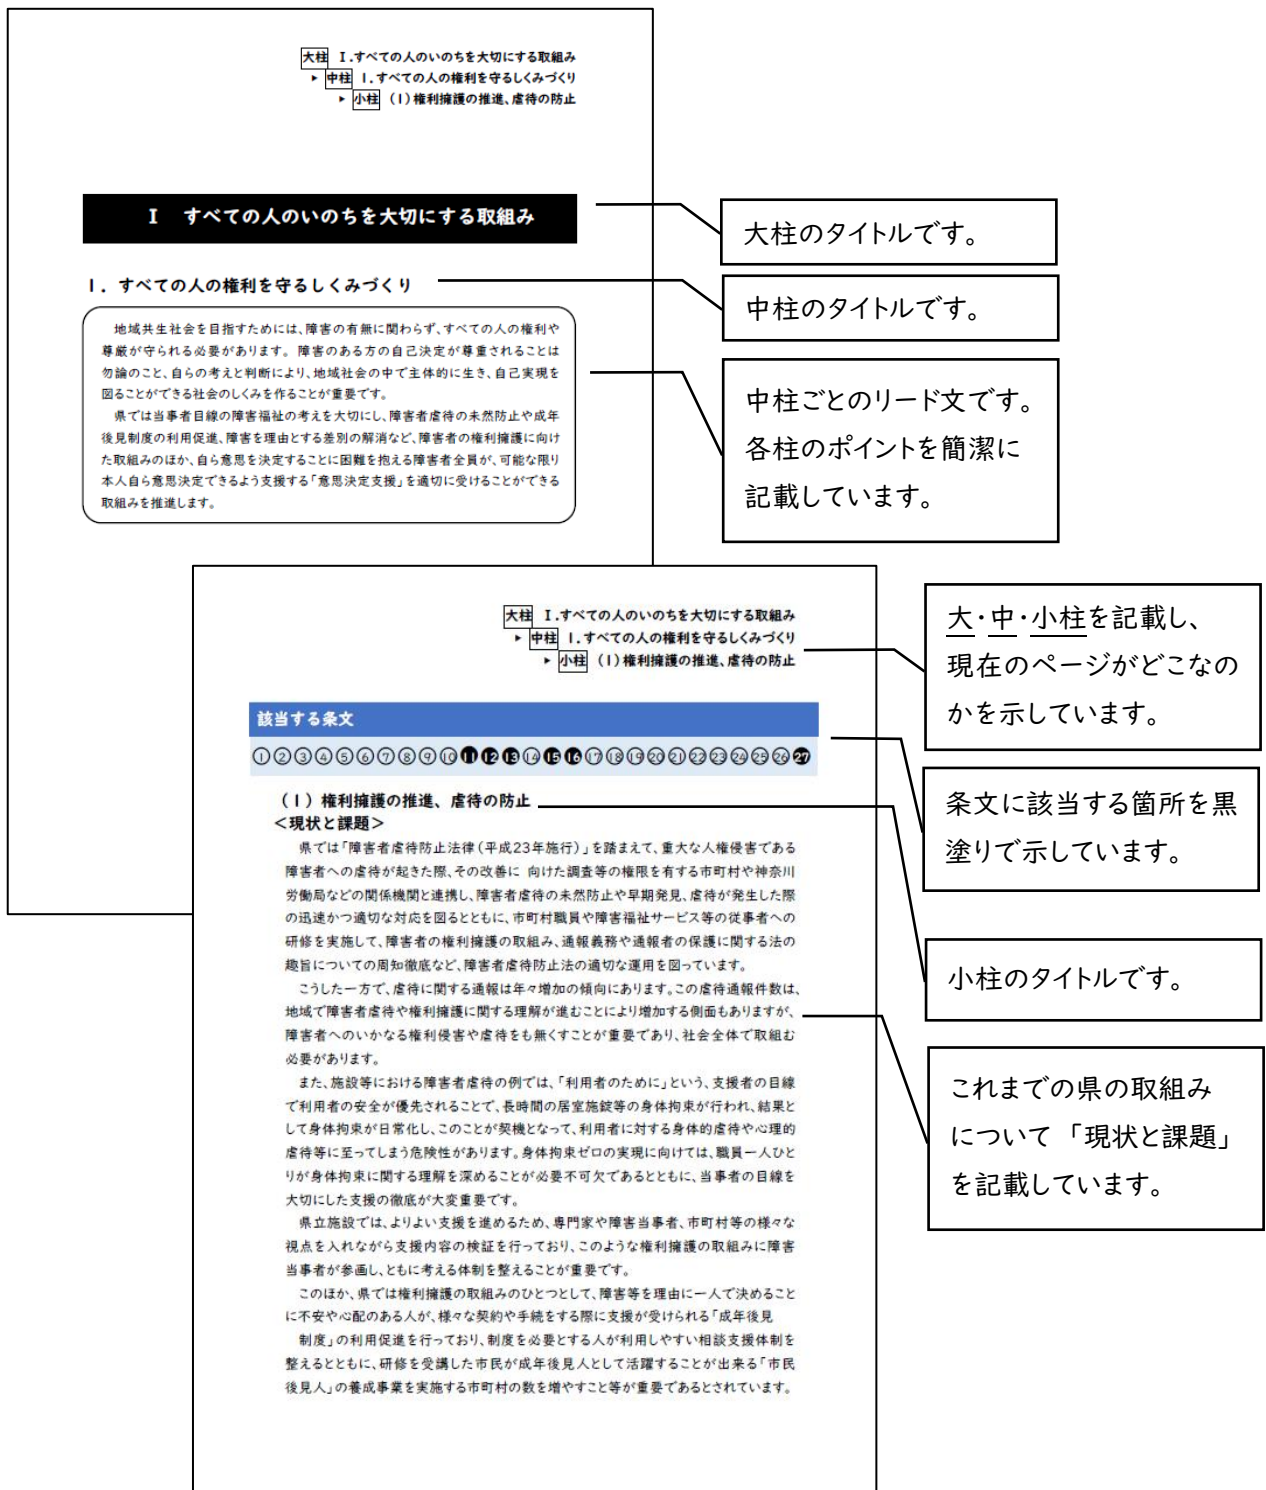 大柱 Ⅰ.すべての人のいのちを大切にする取組み
▶ 中柱 1.すべての人の権利を守るしくみづくり
▶ 小柱 (1)権利擁護の推進、虐待の防止
Ⅰ すべての人のいのちを大切にする取組み
1. すべての人の権利を守るしくみづくり
地域共生社会を目指すためには、障害の有無に関わらず、すべての人の権利や
尊厳が守られる必要があります。障害のある方の自己決定が尊重されることは
勿論のこと、自らの考えと判断により、地域社会の中で主体的に生き、自己実現を
図ることができる社会のしくみを作ることが重要です。
県では当事者目線の障害福祉の考えを大切にし、障害者虐待の未然防止や成年
後見制度の利用促進、障害を理由とする差別の解消など、障害者の権利擁護に向け
た取組みのほか、自ら意思を決定することに困難を抱える障害者全員が、可能な限り
本人自ら意思決定できるよう支援する「意思決定支援」を適切に受けることができる
取組みを推進します。
大柱のタイトルです。
中柱のタイトルです。
中柱ごとのリード文です。
各柱のポイントを簡潔に
記載しています。
大柱 Ⅰ.すべての人のいのちを大切にする取組み
▶ 中柱 1.すべての人の権利を守るしくみづくり
▶ 小柱 (1)権利擁護の推進、虐待の防止
該当する条文
①②③④⑤⑥⑦⑧⑨⑩⓫⓬⓭⑭⓯⓰⑰⑱⑲⑳㉑㉒㉓㉔㉕㉖㉗
(1)権利擁護の推進、虐待の防止
<現状と課題>
県では「障害者虐待防止法律(平成23年施行)」を踏まえて、重大な人権侵害である
障害者への虐待が起きた際、その改善に 向けた調査等の権限を有する市町村や神奈川
労働局などの関係機関と連携し、障害者虐待の未然防止や早期発見、虐待が発生した際
の迅速かつ適切な対応を図るとともに、市町村職員や障害福祉サービス等の従事者への
研修を実施して、障害者の権利擁護の取組み、通報義務や通報者の保護に関する法の
趣旨についての周知徹底など、障害者虐待防止法の適切な運用を図っています。
こうした一方で、虐待に関する通報は年々増加の傾向にあります。この虐待通報件数は、
地域で障害者虐待や権利擁護に関する理解が進むことにより増加する側面もありますが、
障害者へのいかなる権利侵害や虐待をも無くすことが重要であり、社会全体で取組む
必要があります。
また、施設等における障害者虐待の例では、「利用者のために」という、支援者の目線
で利用者の安全が優先されることで、長時間の居室施錠等の身体拘束が行われ、結果と
して身体拘束が日常化し、このことが契機となって、利用者に対する身体的虐待や心理的
虐待等に至ってしまう危険性があります。身体拘束ゼロの実現に向けては、職員一人ひと
りが身体拘束に関する理解を深めることが必要不可欠であるとともに、当事者の目線を
大切にした支援の徹底が大変重要です。
県立施設では、よりよい支援を進めるため、専門家や障害当事者、市町村等の様々な
視点を入れながら支援内容の検証を行っており、このような権利擁護の取組みに障害
当事者が参画し、ともに考える体制を整えることが重要です。
このほか、県では権利擁護の取組みのひとつとして、障害等を理由に一人で決めること
に不安や心配のある人が、様々な契約や手続をする際に支援が受けられる「成年後見
制度」の利用促進を行っており、制度を必要とする人が利用しやすい相談支援体制を
整えるとともに、研修を受講した市民が成年後見人として活躍することが出来る「市民
後見人」の養成事業を実施する市町村の数を増やすこと等が重要であるとされています。
大・中・小柱を記載し、
現在のページがどこなの
かを示しています。
条文に該当する箇所を黒
塗りで示しています。
小柱のタイトルです。
これまでの県の取組み
について「現状と課題」
を記載しています。